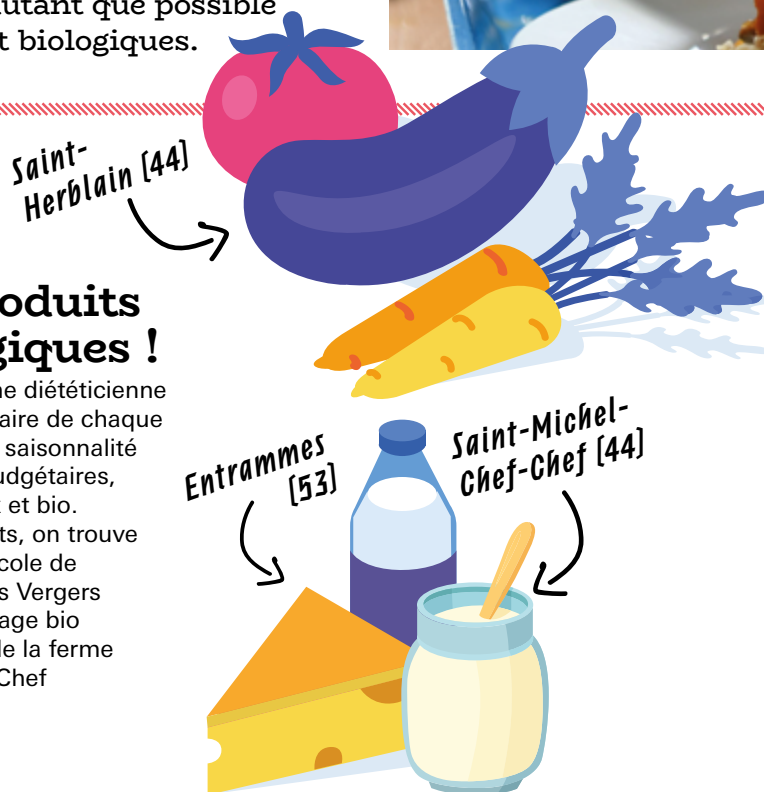 autant que possible
t biologiques.
Saint-
Herblain (44)
oduits
giques !
ne diététicienne
aire de chaque
saisonnalité
udgétaires,
t et bio.
ts, on trouve
cole de
s Vergers
age bio
de la ferme
Chef
Entrammes
(53)
Saint-Michel-
Chef-Chef (44)